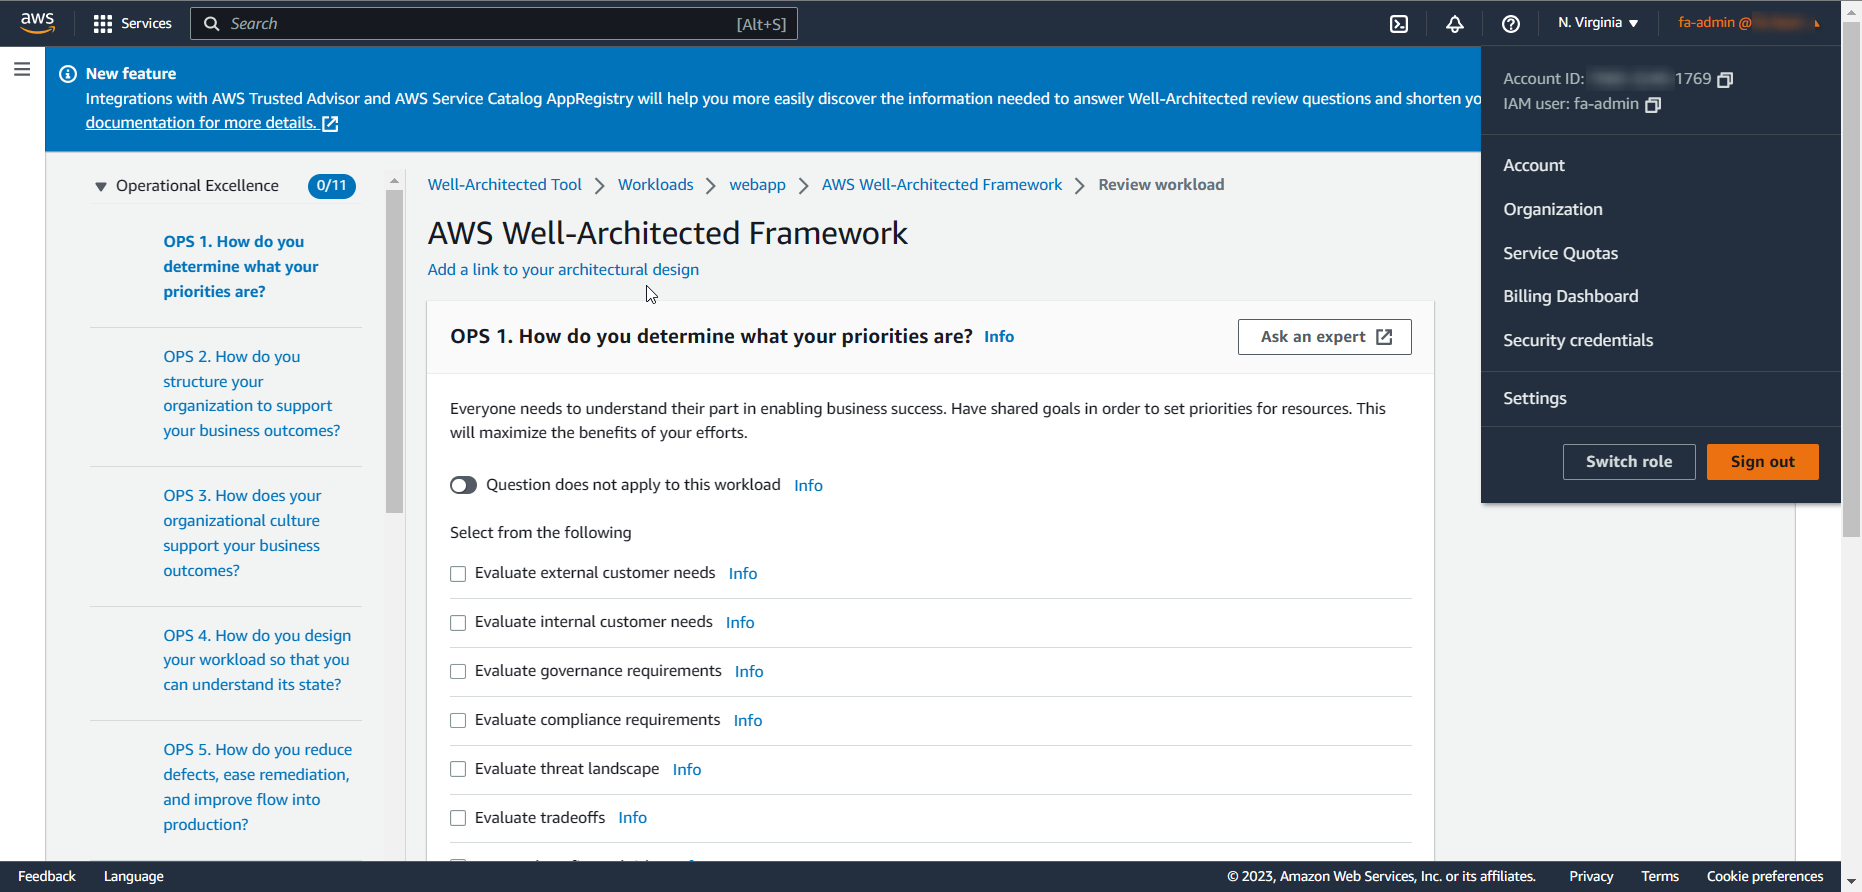 aws
Services
Search
[Alt+S]
N. Virginia
fa-admin @
New feature
Integrations with AWS Trusted Advisor and AWS Service Catalog AppRegistry will help you more easily discover the information needed to answer Well-Architected review questions and shorten
documentation for more details.
Account ID: 1769
IAM user: fa-admin
Account
Organization
Service Quotas
Billing Dashboard
Security credentials
Settings
Switch role
Sign out
Operational Excellence
0/11
OPS 1. How do you
determine what your
priorities are?
OPS 2. How do you
structure your
organization to support
your business outcomes?
OPS 3. How does your
organizational culture
support your business
outcomes?
OPS 4. How do you design
your workload so that you
can understand its state?
OPS 5. How do you reduce
defects, ease remediation,
and improve flow into
production?
Well-Architected Tool
Workloads
webapp
AWS Well-Architected Framework
Review workload
AWS Well-Architected Framework
Add a link to your architectural design
OPS 1. How do you determine what your priorities are? Info
Ask an expert
Everyone needs to understand their part in enabling business success. Have shared goals in order to set priorities for resources. This
will maximize the benefits of your efforts.
Question does not apply to this workload Info
Select from the following
Evaluate external customer needs Info
Evaluate internal customer needs Info
Evaluate governance requirements Info
Evaluate compliance requirements Info
Evaluate threat landscape Info
Evaluate tradeoffs Info
Feedback
Language
© 2023, Amazon Web Services, Inc. or its affiliates.
Privacy
Terms
Cookie preferences